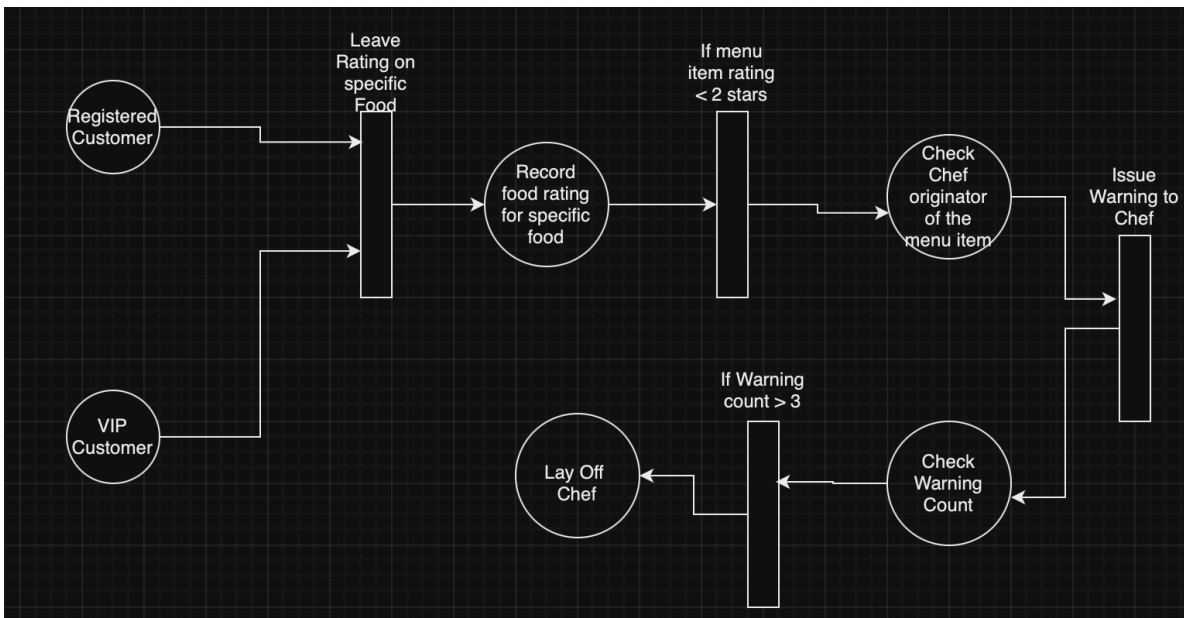 Leave
Rating on
specific
Food
Registered
Customer
Record
food rating
for specific
food
If menu
item rating
< 2 stars
Check
Chef
originator
of the
menu item
Issue
Warning to
Chef
VIP
Customer
Lay Off
Chef
If Warning
count > 3
Check
Warning
Count